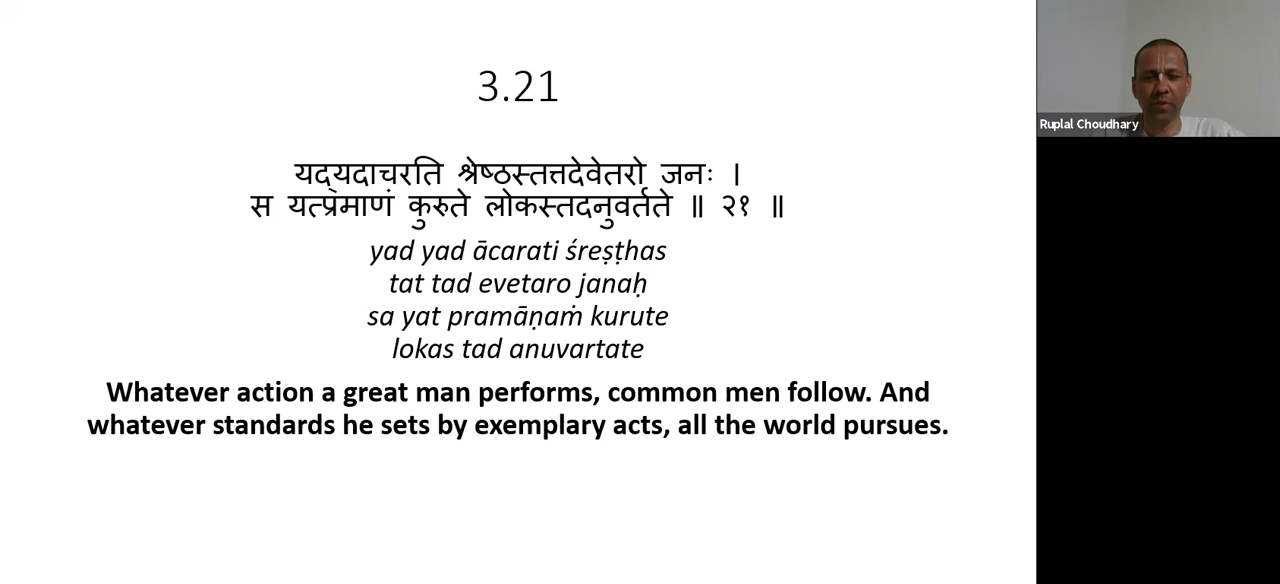 3.21
यद्यदाचरति श्रेष्ठस्तत्तदेवेतरो जनः ।
स यत्प्रमाणं कुरुते लोकस्तदनुवर्तते ॥ २१ ॥
yad yad ācarati śreṣṭhas
tat tad evetaro janaḥ
sa yat pramāṇaṁ kurute
lokas tad anuvartate
Whatever action a great man performs, common men follow. And
whatever standards he sets by exemplary acts, all the world pursues.
Ruplal Choudhary